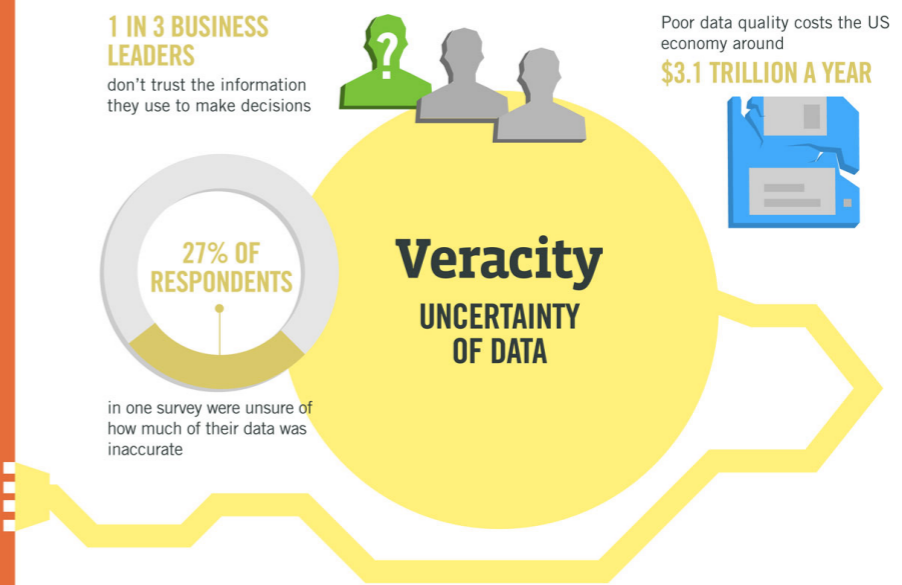 1 IN 3 BUSINESS
LEADERS
don't trust the information
they use to make decisions
?
Poor data quality costs the US
economy around
$3.1 TRILLION A YEAR
27% OF
RESPONDENTS
in one survey were unsure of
how much of their data was
inaccurate
Veracity
UNCERTAINTY
OF DATA